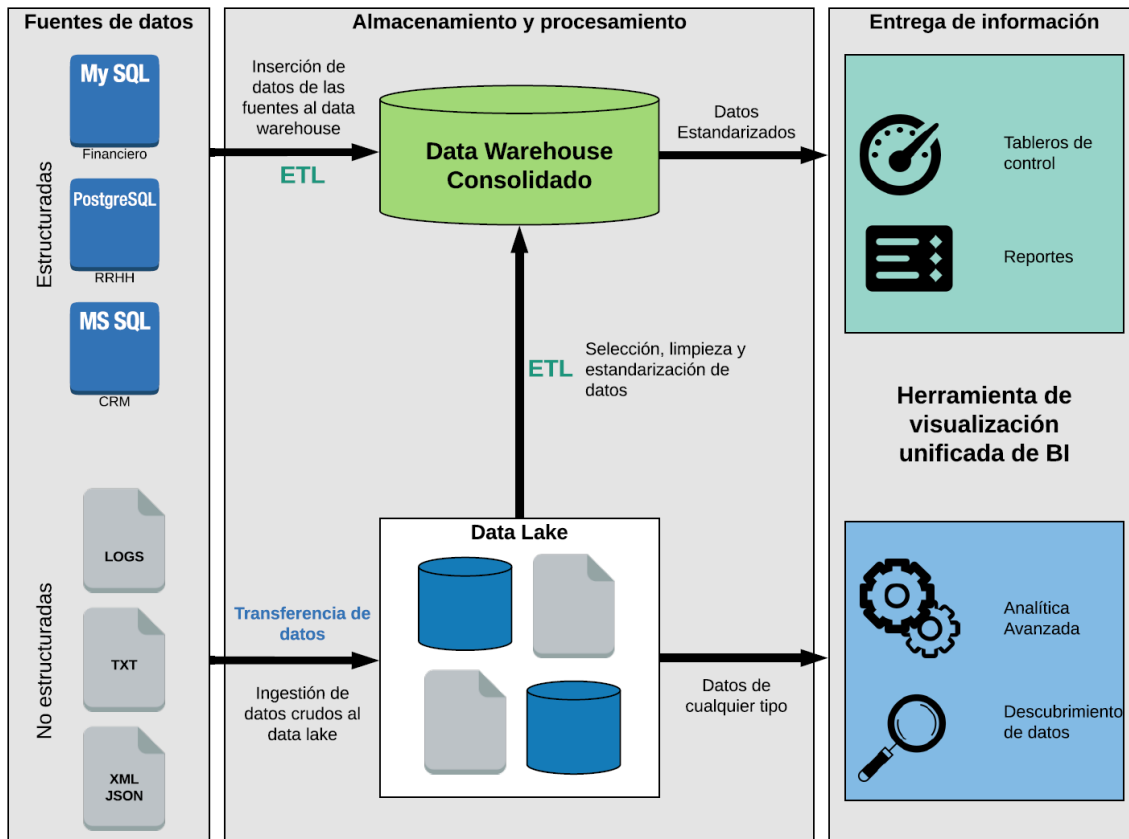 Fuentes de datos
Estructuradas
My SQL
Financiero
PostgreSQL
RRHH
MS SQL
CRM
No estructuradas
LOGS
TXT
XML
JSON
Almacenamiento y procesamiento
Inserción de
datos de las
fuentes al data
warehouse
ETL
Data Warehouse
Consolidado
Datos
Estandarizados
ETL
Selección, limpieza y
estandarización de
datos
Data Lake
Transferencia de
datos
Ingestión de
datos crudos al
data lake
Datos de
cualquier tipo
Entrega de información
Tableros de
control
Reportes
Herramienta de
visualización
unificada de BI
Analítica
Avanzada
Descubrimiento
de datos